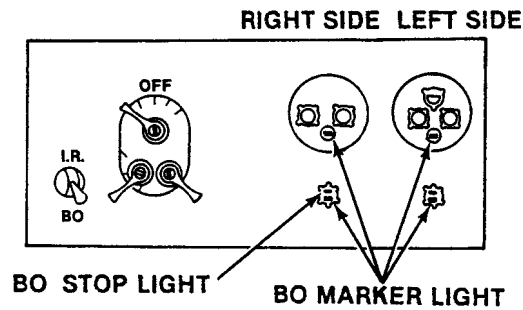 RIGHT SIDE LEFT SIDE
OFF
I.R.
BO
BO STOP LIGHT
BO MARKER LIGHT